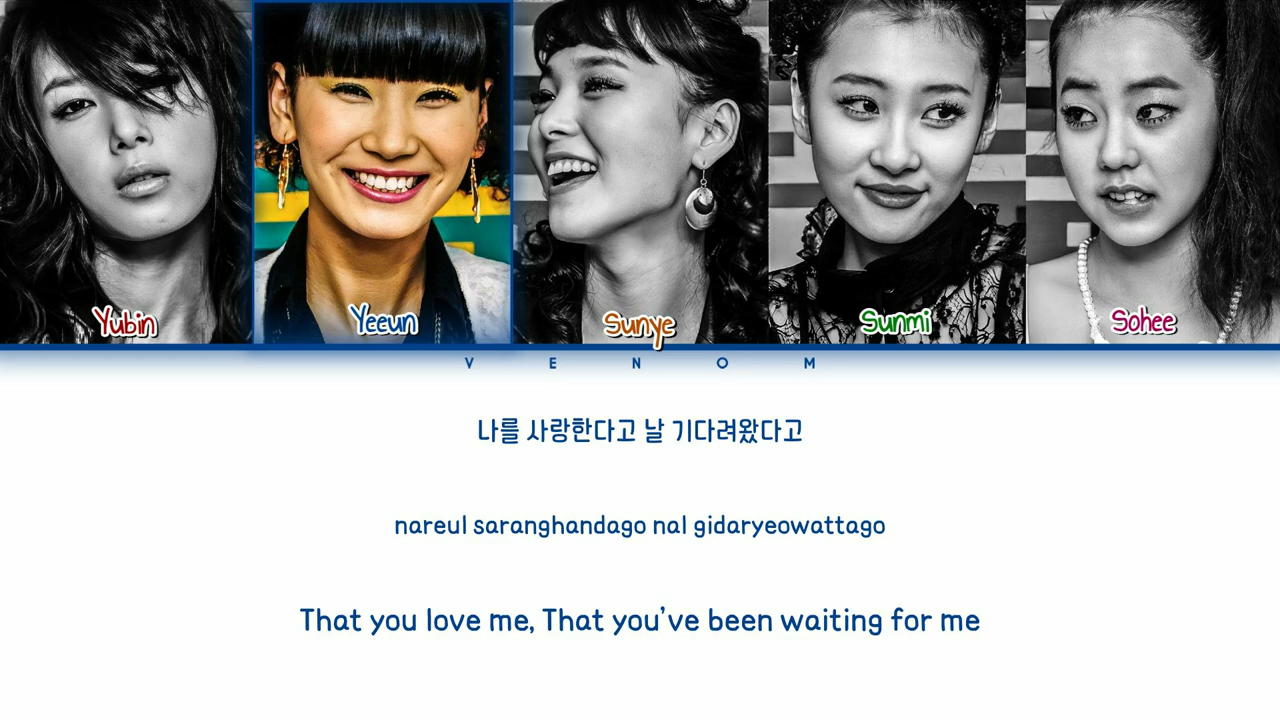 Yubin Yeeun Sunye Sunmi Sohee
VENOM
나를 사랑한다고 날 기다려왔다고
nareul saranghandago nal gidaryeowattago
That you love me, That you've been waiting for me